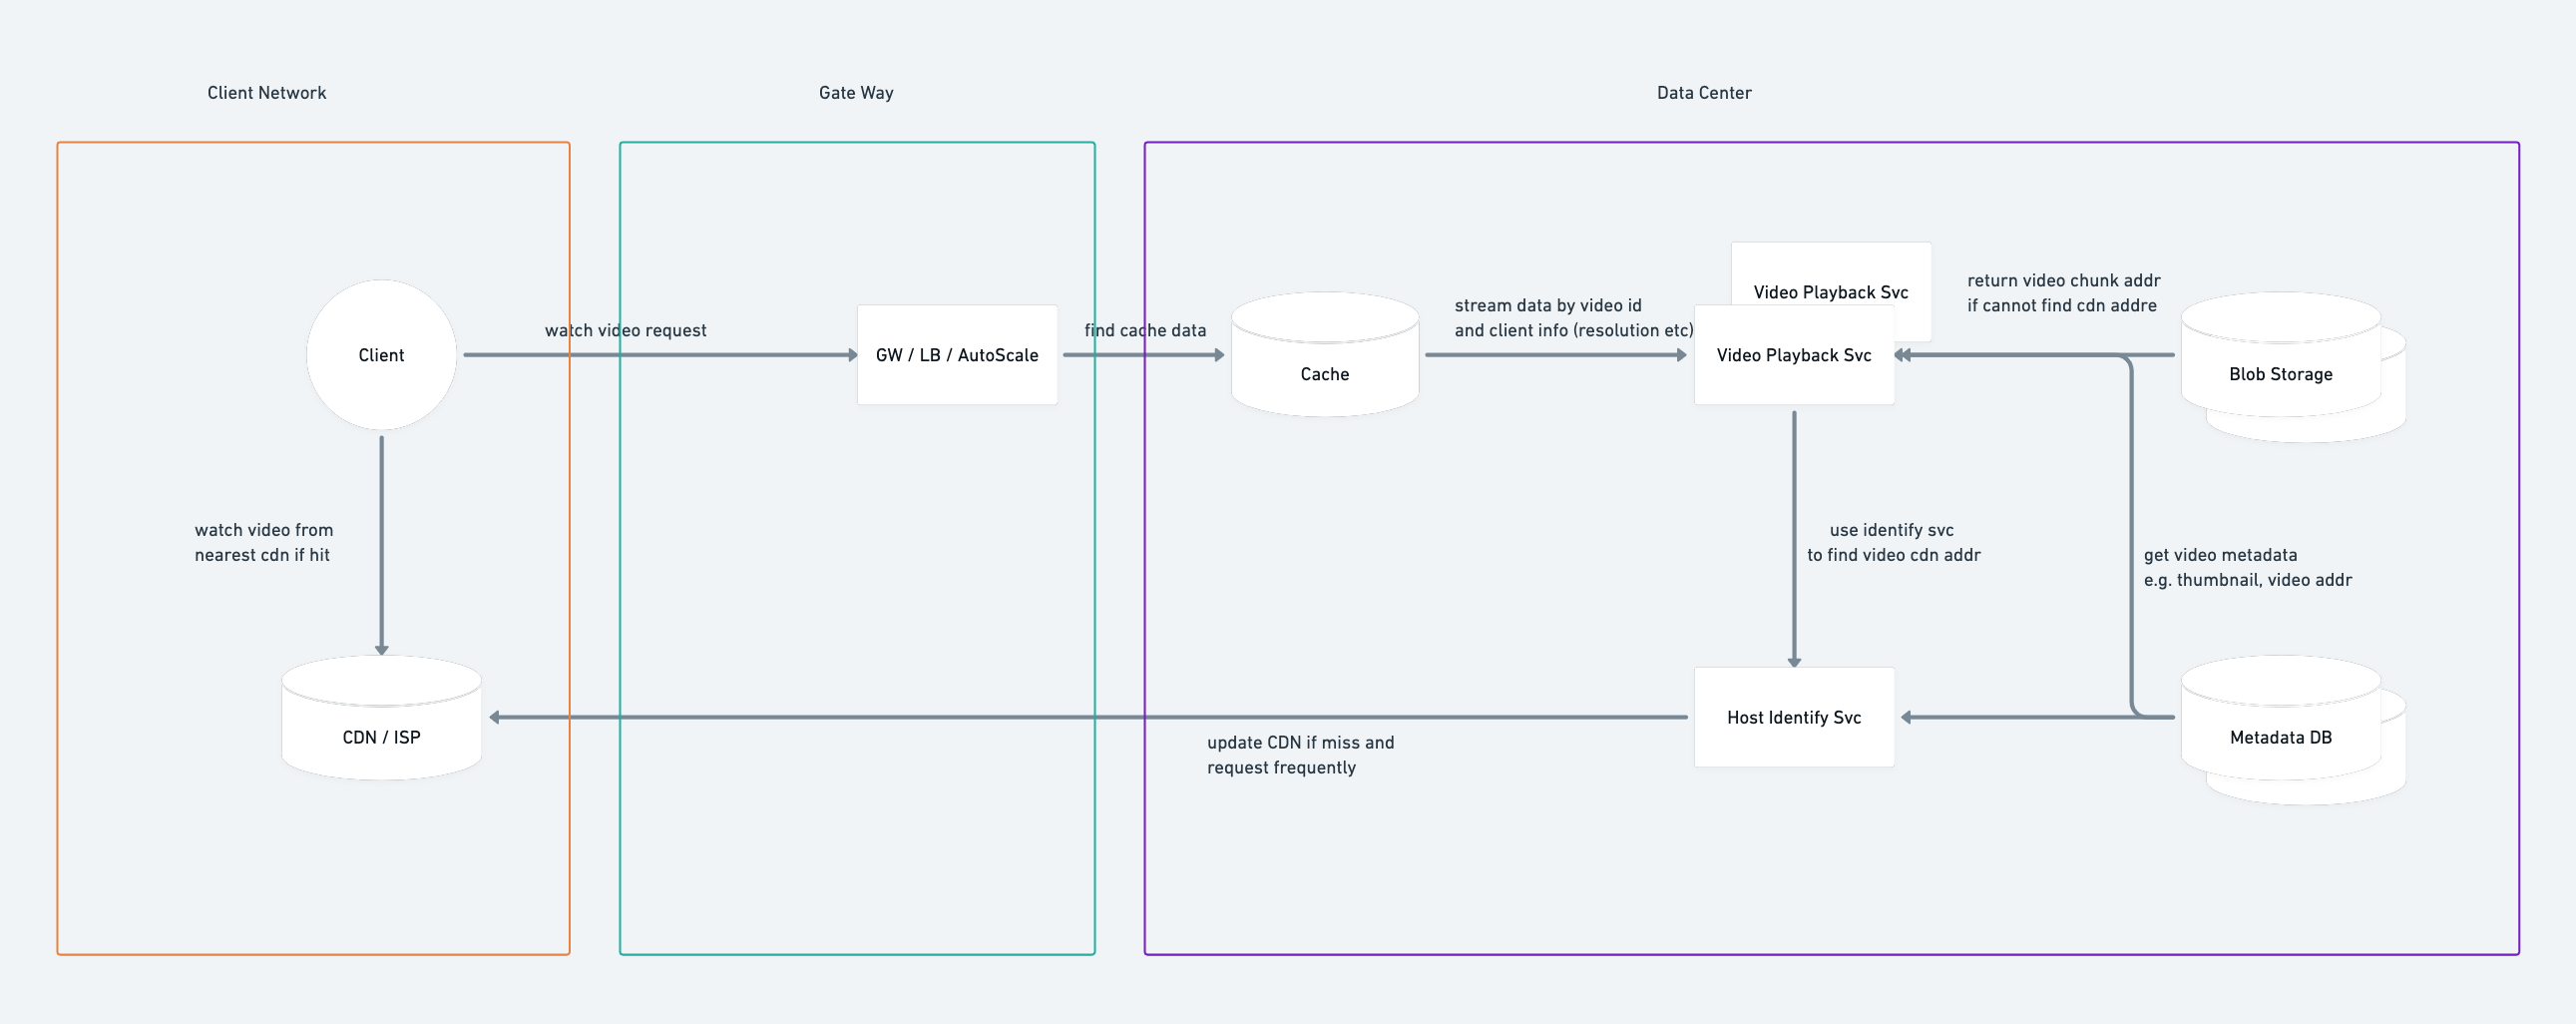 Client Network
Gate Way
Data Center
Client
watch video request
GW / LB / AutoScale
find cache data
Cache
stream data by video id
and client info (resolution etc)
Video Playback Svc
Video Playback Svc
return video chunk addr
if cannot find cdn addre
Blob Storage
watch video from
nearest cdn if hit
use identify svc
to find video cdn addr
get video metadata
e.g. thumbnail, video addr
CDN / ISP
update CDN if miss and
request frequently
Host Identify Svc
Metadata DB